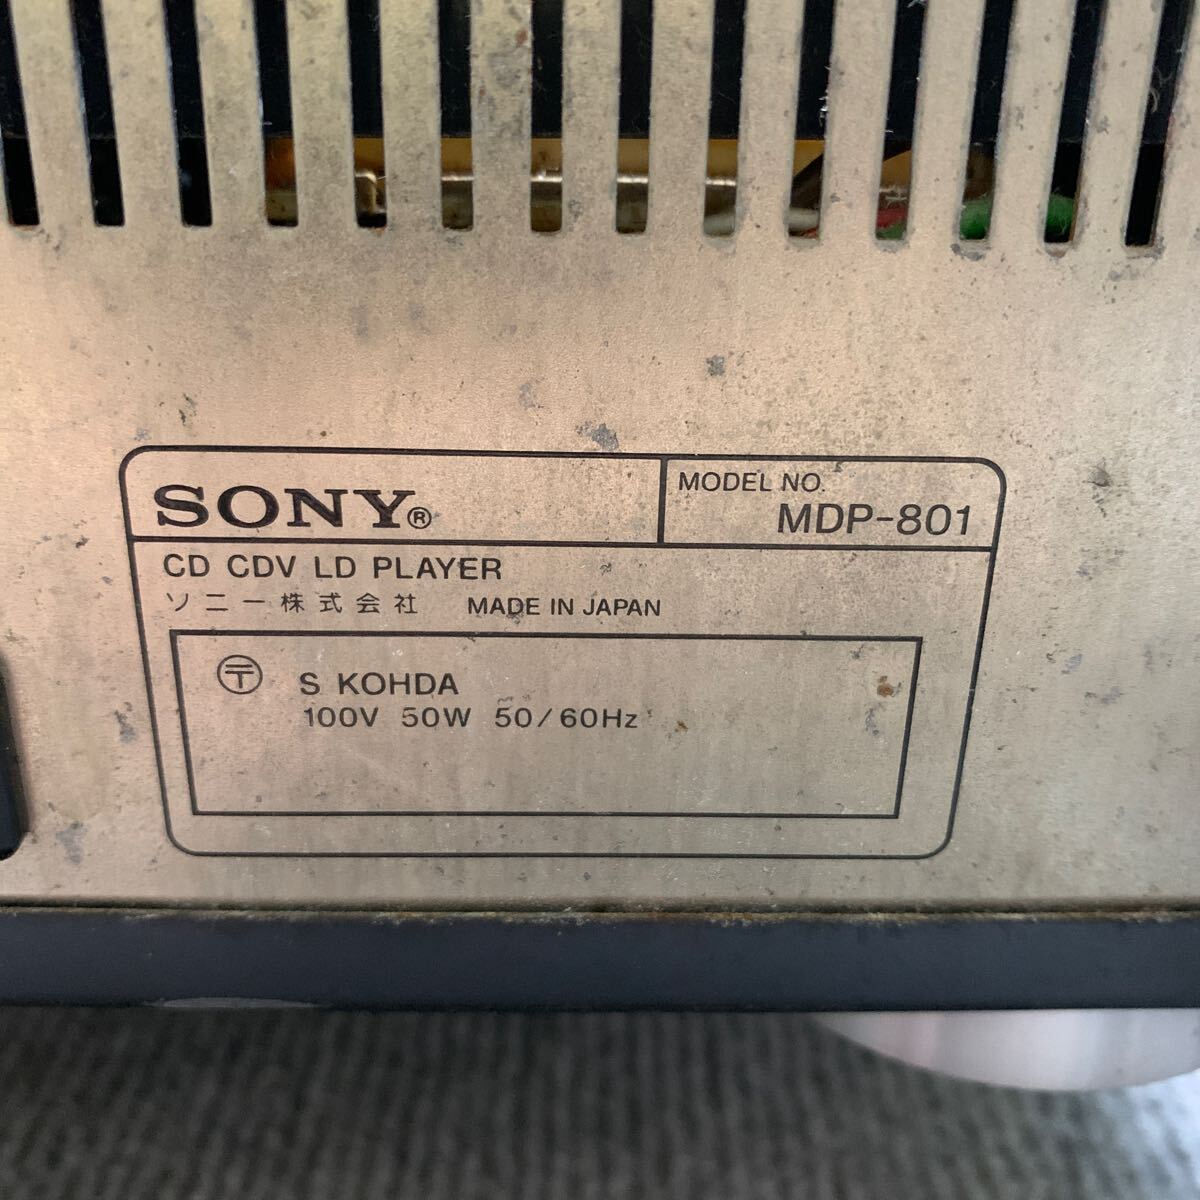 SONY®
MODEL NO.
MDP-801
CD CDV LD PLAYER
ソニー株式会社 MADE IN JAPAN
〒 S KOHDA
100V 50W 50/60Hz